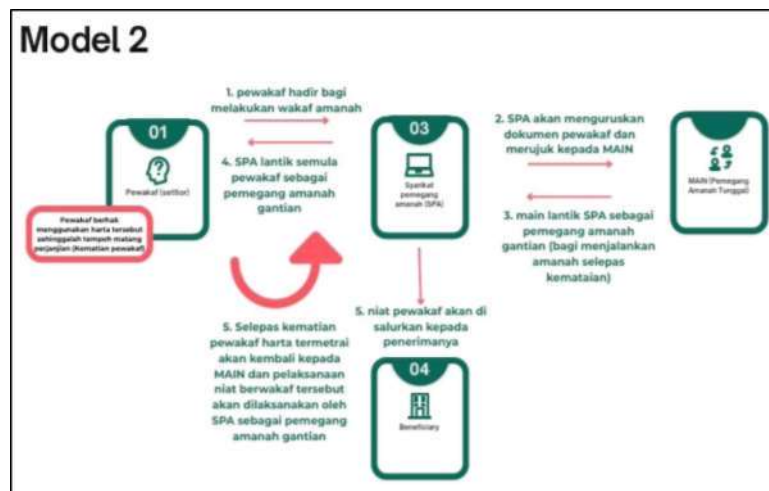 Model 2
1. pewakaf hadir bagi
melakukan wakaf amanah
01
Pewakaf (settlor)
4. SPA lantik semula
pewakaf sebagai
pemegang amanah
gantian
Pewakaf berhak
menggunakan harta tersebut
sehinggalah tempoh matang
perjanjian (Kematian pewakaf)
03
Syarikat
pemegang
amanah (SPA)
2. SPA akan menguruskan
dokumen pewakaf dan
merujuk kepada MAIN
MAIN (Pemegang
Amanah Tunggal)
3. main lantik SPA sebagai
pemegang amanah
gantian (bagi menjalankan
amanah selepas
kemataian)
5. Selepas kematian
pewakaf harta termetrai
akan kembali kepada
MAIN dan pelaksanaan
niat berwakaf tersebut
akan dilaksanakan oleh
SPA sebagai pemegang
amanah gantian
5. niat pewakaf akan di
salurkan kepada
penerimanya
04
Beneficiary